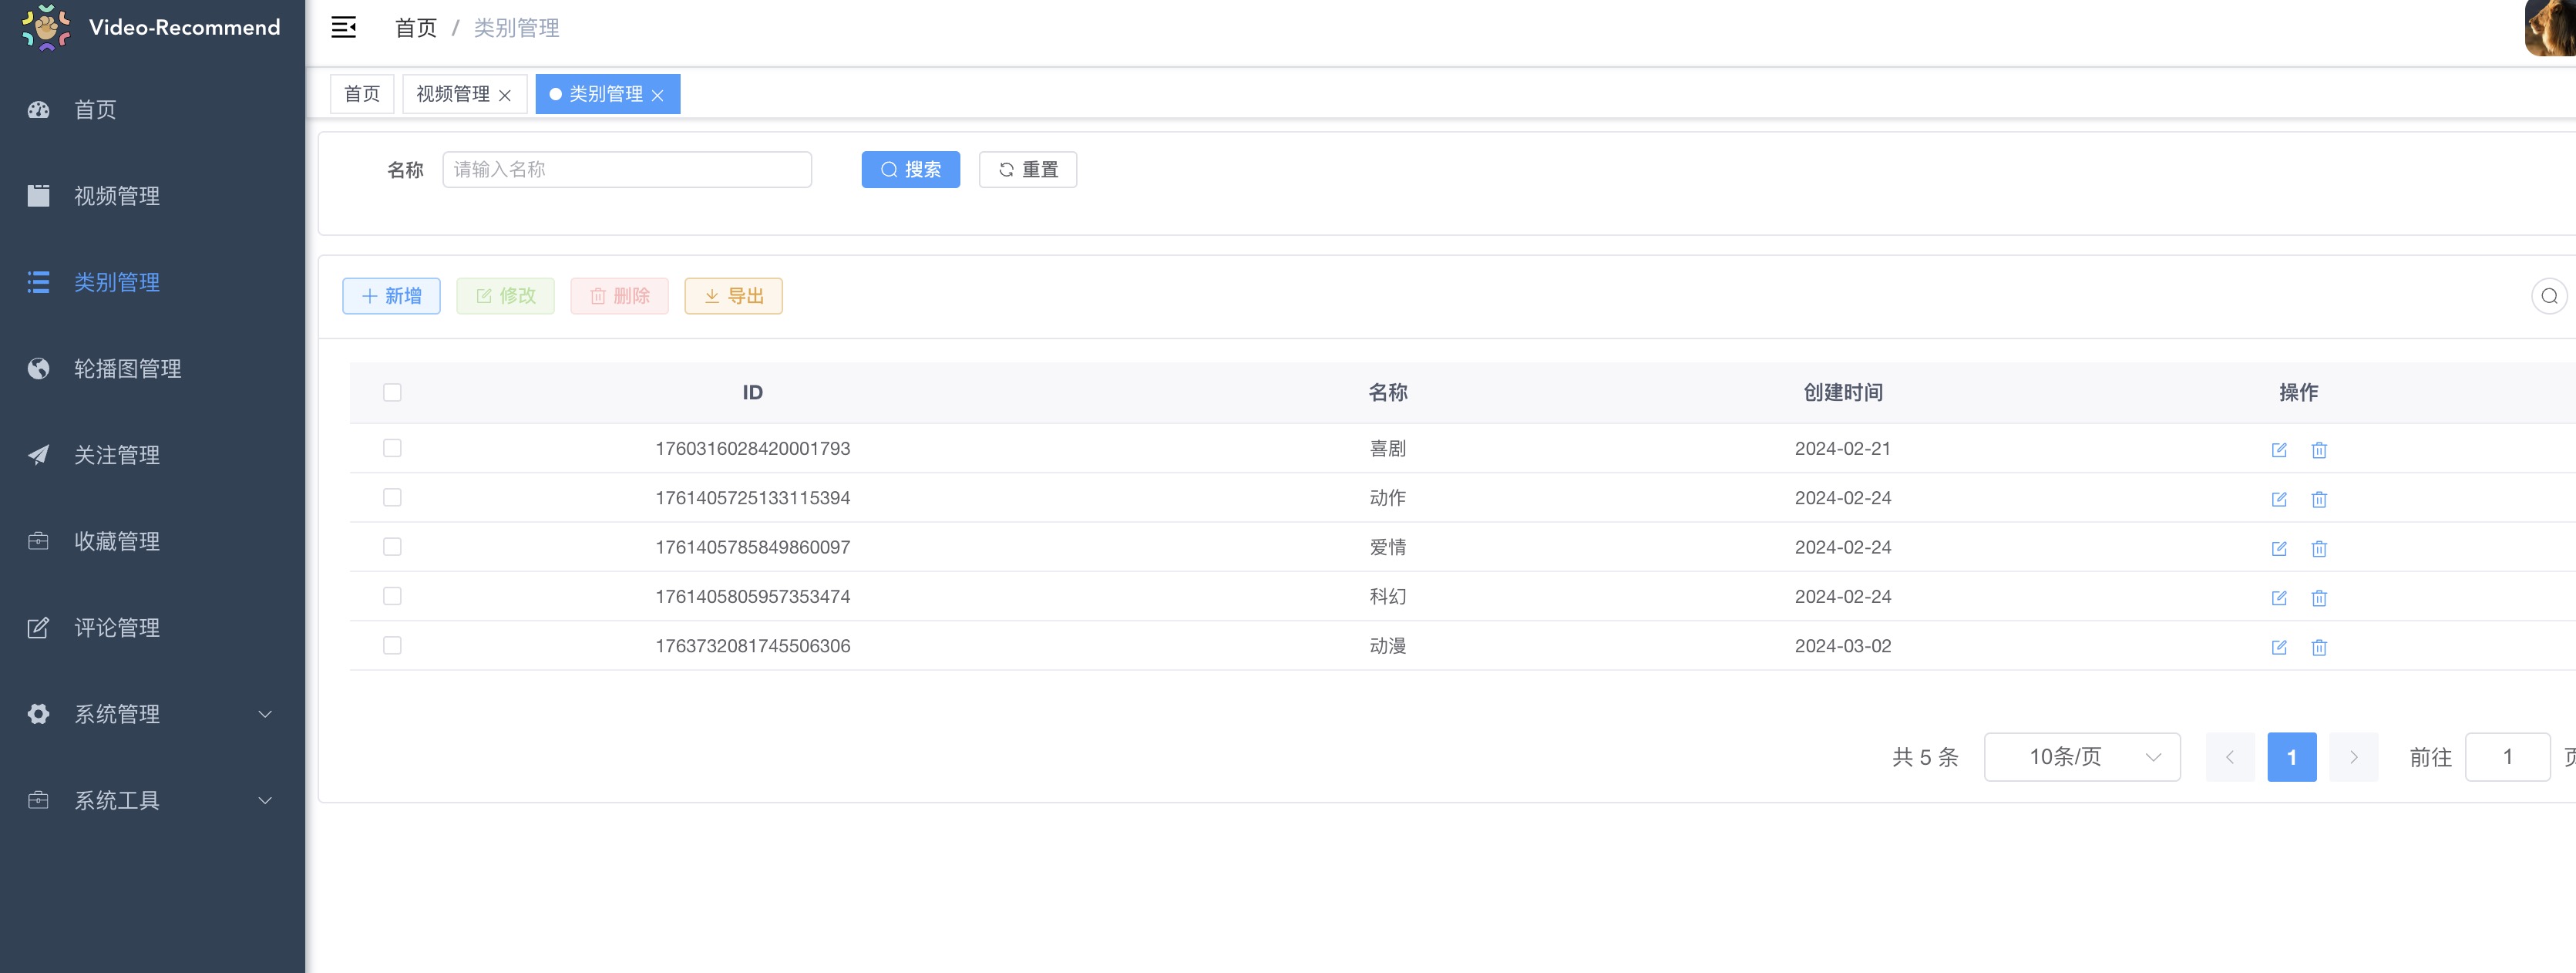 Video-Recommend
首页 / 类别管理
首页
视频管理
类别管理
首页
视频管理
类别管理
轮播图管理
关注管理
收藏管理
评论管理
系统管理
系统工具
名称 请输入名称 搜索 重置
新增 修改 删除 导出
ID 名称 创建时间 操作
1760316028420001793 喜剧 2024-02-21
1761405725133115394 动作 2024-02-24
1761405785849860097 爱情 2024-02-24
1761405805957353474 科幻 2024-02-24
1763732081745506306 动漫 2024-03-02
共 5 条 10条/页 1 前往 1